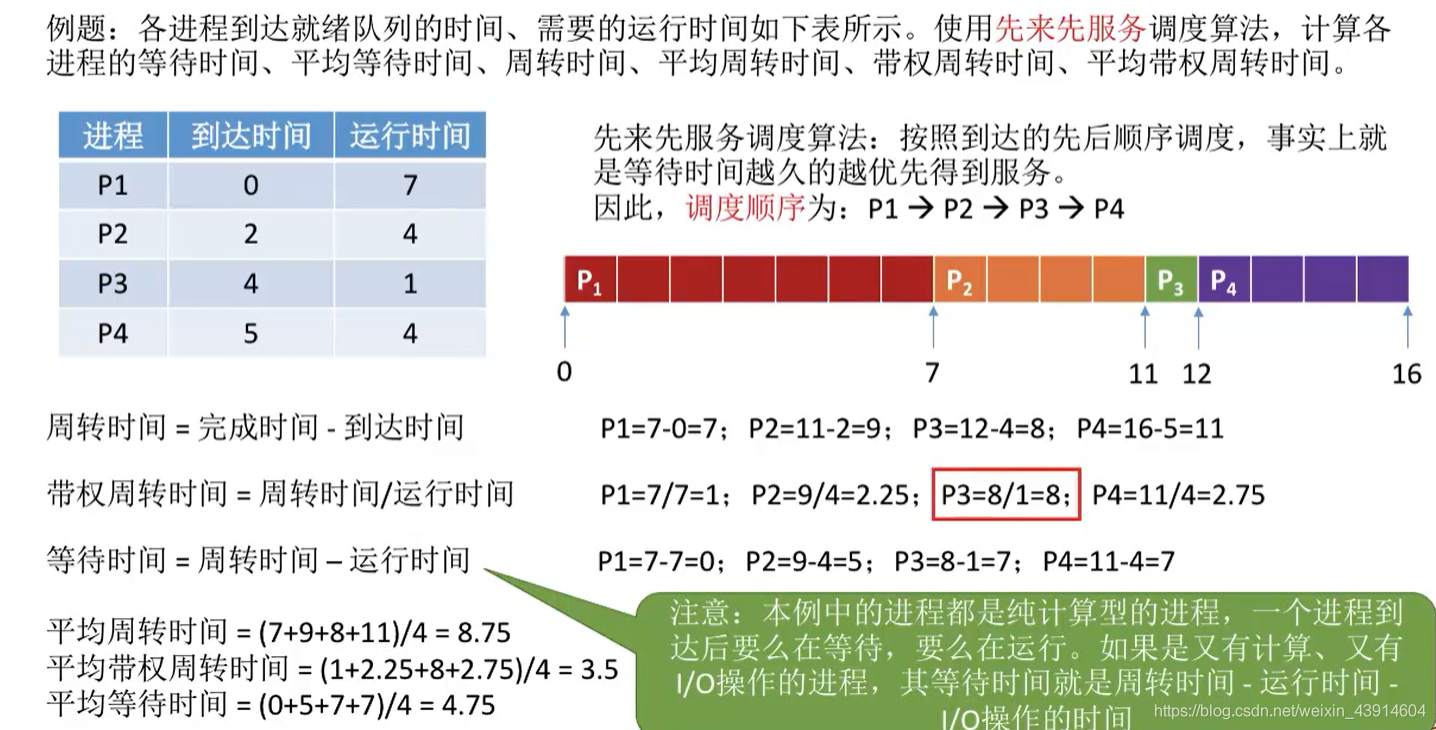 例题：各进程到达就绪队列的时间、需要的运行时间如下表所示。使用先来先服务调度算法，计算各
进程的等待时间、平均等待时间、周转时间、平均周转时间、带权周转时间、平均带权周转时间。
进程 到达时间 运行时间
P1 0 7
P2 2 4
P3 4 1
P4 5 4
先来先服务调度算法：按照到达的先后顺序调度，事实上就
是等待时间越久的越优先得到服务。
因此，调度顺序为：P1 → P2 → P3 → P4
P₁ P₂ P₃ P₄
0 7 11 12 16
周转时间 = 完成时间 - 到达时间
P1=7-0=7；P2=11-2=9；P3=12-4=8；P4=16-5=11
带权周转时间 = 周转时间/运行时间
P1=7/7=1；P2=9/4=2.25；P3=8/1=8；P4=11/4=2.75
等待时间 = 周转时间 – 运行时间
P1=7-7=0；P2=9-4=5；P3=8-1=7；P4=11-4=7
平均周转时间 = (7+9+8+11)/4 = 8.75
平均带权周转时间 = (1+2.25+8+2.75)/4 = 3.5
平均等待时间 = (0+5+7+7)/4 = 4.75
注意：本例中的进程都是纯计算型的进程，一个进程到
达后要么在等待，要么在运行。如果是又有计算、又有
I/O操作的进程，其等待时间就是周转时间 - 运行时间 -
I/O操作的时间
https://blog.csdn.net/weixin_43914604